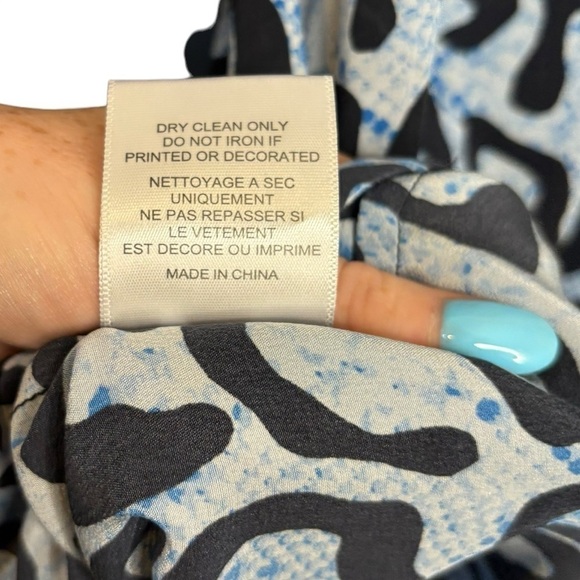 DRY CLEAN ONLY
DO NOT IRON IF
PRINTED OR DECORATED
NETTOYAGE A SEC
UNIQUEMENT
NE PAS REPASSER SI
LE VETEMENT
EST DECORE OU IMPRIME
MADE IN CHINA